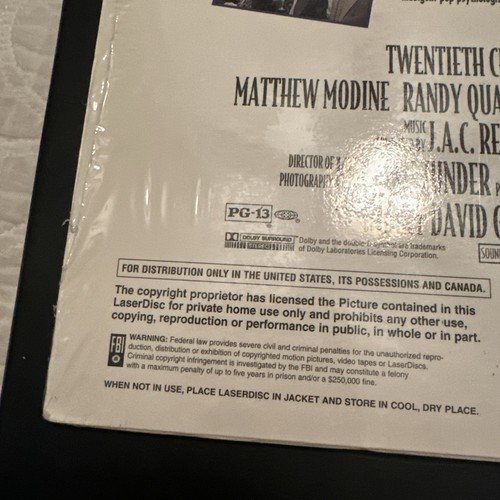 TWENTIETH C
MATTHEW MODINE RANDY QUA
MUSIC
J.A.C. RE
DIRECTOR OF
PHOTOGRAPHY
UNDER
DAVID
PG-13
DOLBY SURROUND Dolby and the double-D symbol are trademarks
of Dolby Laboratories Licensing Corporation.
SOUN
FOR DISTRIBUTION ONLY IN THE UNITED STATES, ITS POSSESSIONS AND CANADA.
The copyright proprietor has licensed the Picture contained in this
LaserDisc for private home use only and prohibits any other use,
copying, reproduction or performance in public, in whole or in part.
FBI
WARNING: Federal law provides severe civil and criminal penalties for the unauthorized repro-
duction, distribution or exhibition of copyrighted motion pictures, video tapes or LaserDiscs.
Criminal copyright infringement is investigated by the FBI and may constitute a felony
with a maximum penalty of up to five years in prison and/or a $250,000 fine.
WHEN NOT IN USE, PLACE LASERDISC IN JACKET AND STORE IN COOL, DRY PLACE.